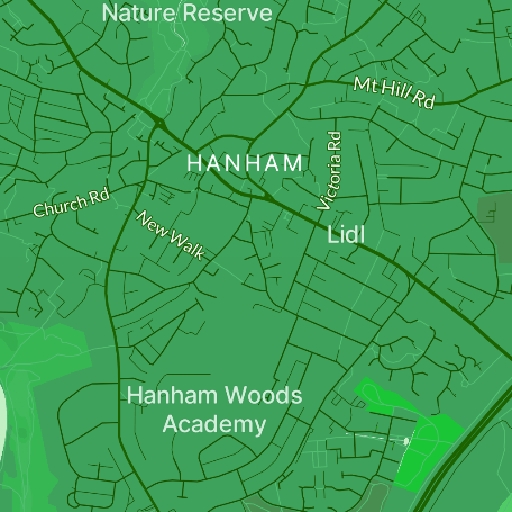 Nature Reserve
Mt Hill Rd
Victoria Rd
HANHAM
Church Rd
New Walk
Lidl
Hanham Woods
Academy